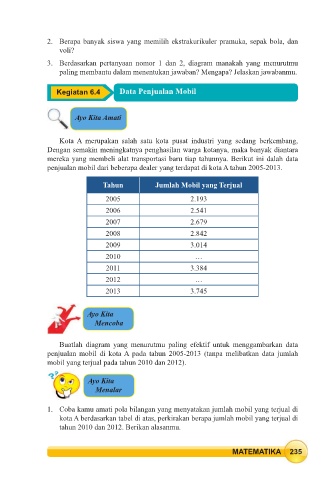 2. Berapa banyak siswa yang memilih ekstrakurikuler pramuka, sepak bola, dan
voli?
3. Berdasarkan pertanyaan nomor 1 dan 2, diagram manakah yang menurutmu
paling membantu dalam menentukan jawaban? Mengapa? Jelaskan jawabanmu.
Kegiatan 6.4 Data Penjualan Mobil
Ayo Kita Amati
Kota A merupakan salah satu kota pusat industri yang sedang berkembang.
Dengan semakin meningkatnya penghasilan warga kotanya, maka banyak diantara
mereka yang membeli alat transportasi baru tiap tahunnya. Berikut ini dalah data
penjualan mobil dari beberapa dealer yang terdapat di kota A tahun 2005-2013.
Tahun Jumlah Mobil yang Terjual
2005 2.193
2006 2.541
2007 2.679
2008 2.842
2009 3.014
2010 ...
2011 3.384
2012 ...
2013 3.745
Ayo Kita
Mencoba
Buatlah diagram yang menurutmu paling efektif untuk menggambarkan data
penjualan mobil di kota A pada tahun 2005-2013 (tanpa melibatkan data jumlah
mobil yang terjual pada tahun 2010 dan 2012).
Ayo Kita
Menalar
1. Coba kamu amati pola bilangan yang menyatakan jumlah mobil yang terjual di
kota A berdasarkan tabel di atas, perkirakan berapa jumlah mobil yang terjual di
tahun 2010 dan 2012. Berikan alasanmu.
MATEMATIKA 235